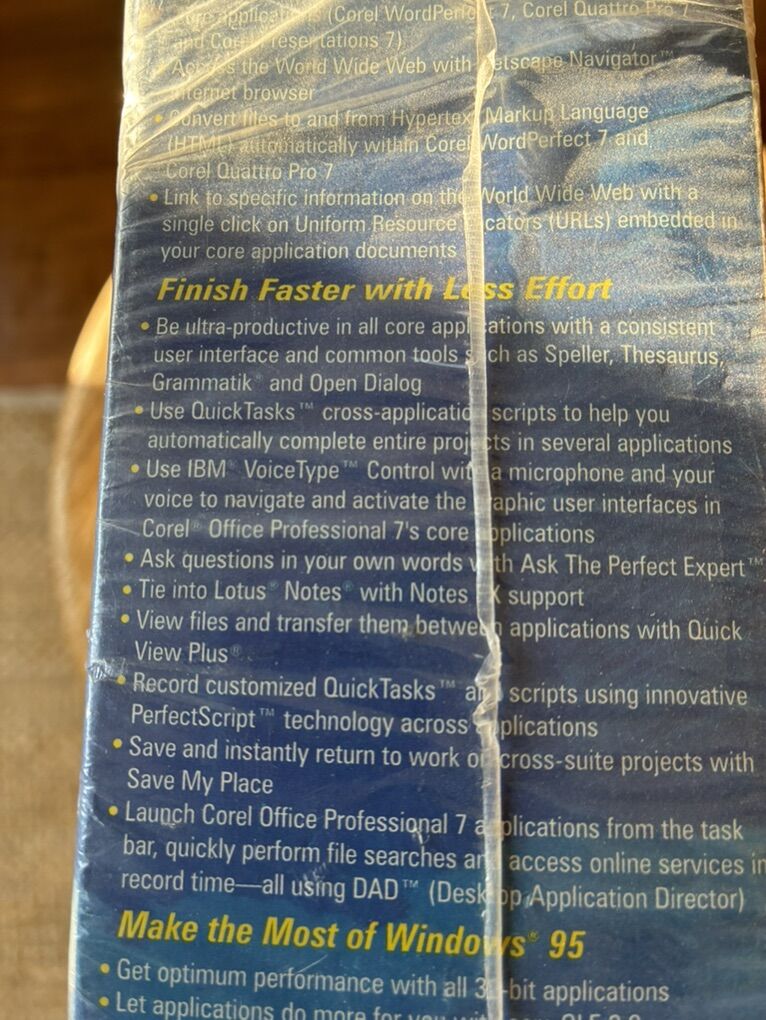 core applications (Corel WordPerfect 7, Corel Quattro Pro 7
and Corel Presentations 7)
• Access the World Wide Web with Netscape Navigator™
Internet browser
• Convert files to and from Hypertext Markup Language
(HTML) automatically within Corel WordPerfect 7 and
Corel Quattro Pro 7
• Link to specific information on the World Wide Web with a
single click on Uniform Resource Locators (URLs) embedded in
your core application documents
Finish Faster with Less Effort
• Be ultra-productive in all core applications with a consistent
user interface and common tools such as Speller, Thesaurus,
Grammatik® and Open Dialog
• Use QuickTasks™ cross-application scripts to help you
automatically complete entire projects in several applications
• Use IBM® VoiceType™ Control with a microphone and your
voice to navigate and activate the graphic user interfaces in
Corel® Office Professional 7's core applications
• Ask questions in your own words with Ask The Perfect Expert™
• Tie into Lotus® Notes® with Notes support
• View files and transfer them between applications with Quick
View Plus®
• Record customized QuickTasks™ and scripts using innovative
PerfectScript™ technology across applications
• Save and instantly return to work on cross-suite projects with
Save My Place
• Launch Corel Office Professional 7 applications from the task
bar, quickly perform file searches and access online services in
record time—all using DAD™ (Desktop Application Director)
Make the Most of Windows® 95
• Get optimum performance with all 32-bit applications
• Let applications do more for you with